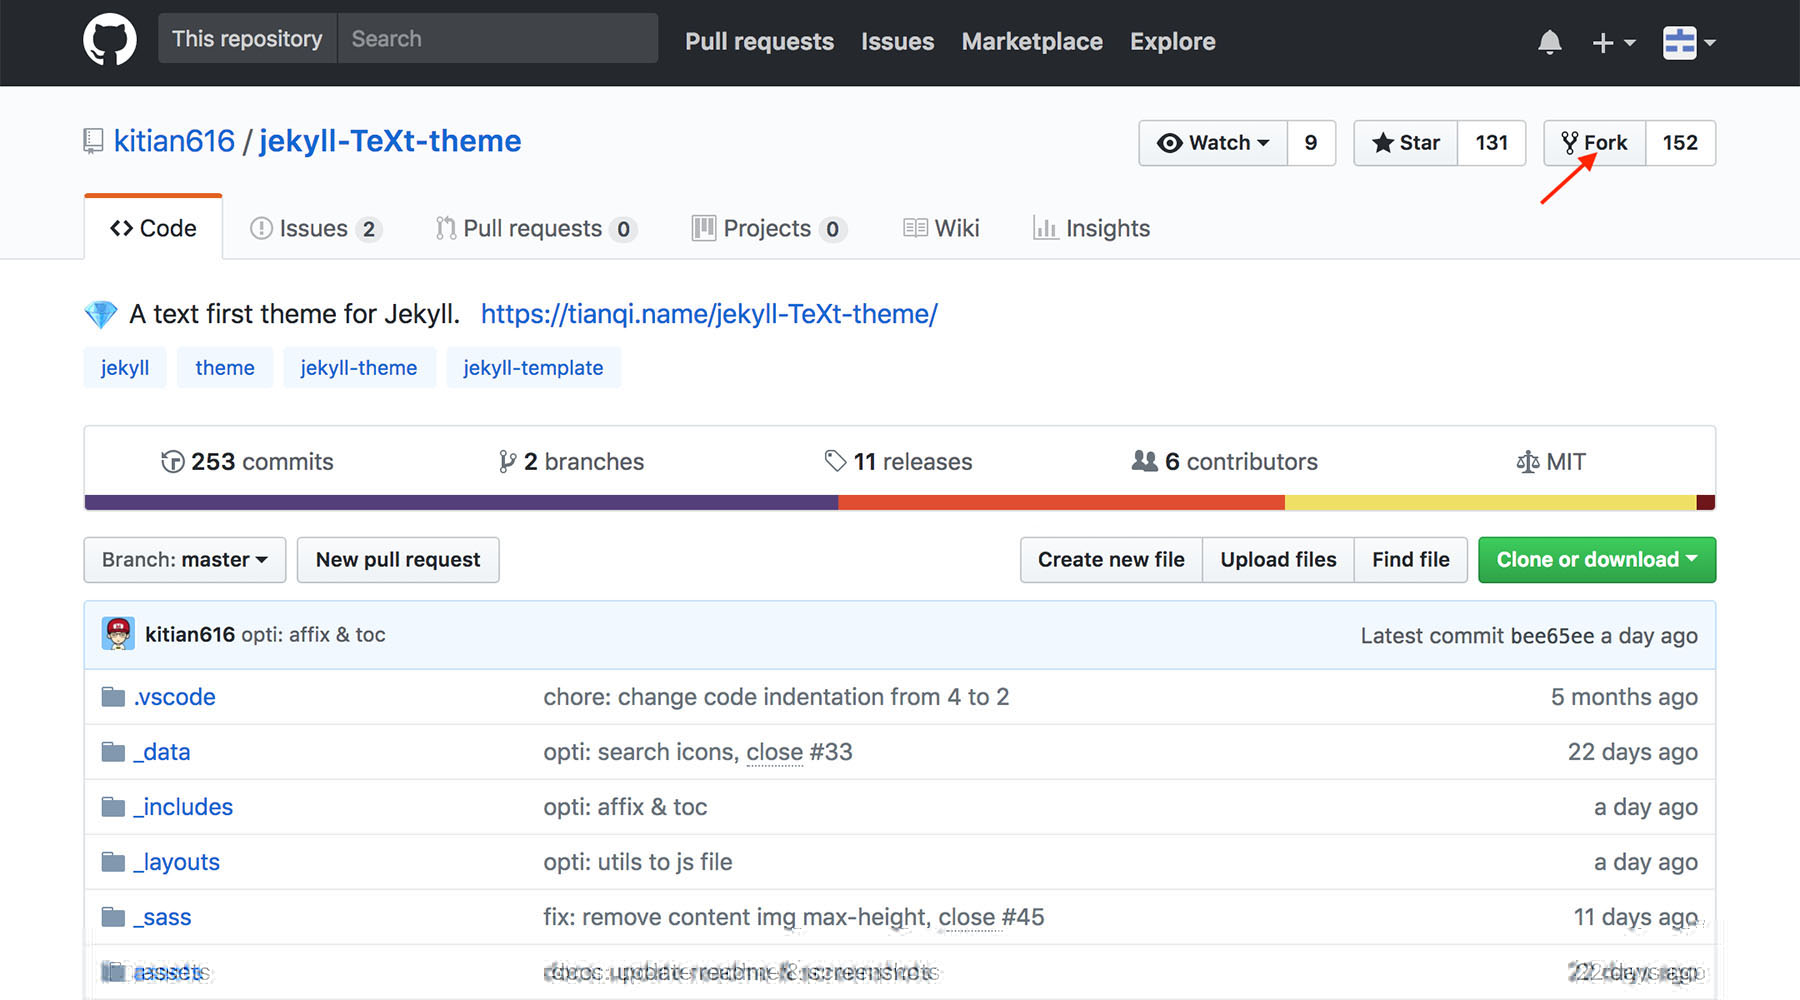 This repository Search Pull requests Issues Marketplace Explore
kitian616 / jekyll-TeXt-theme Watch 9 Star 131 Fork 152
Code Issues 2 Pull requests 0 Projects 0 Wiki Insights
A text first theme for Jekyll. https://tianqi.name/jekyll-TeXt-theme/
jekyll theme jekyll-theme jekyll-template
253 commits 2 branches 11 releases 6 contributors MIT
Branch: master New pull request Create new file Upload files Find file Clone or download
kitian616 opti: affix & toc Latest commit bee65ee a day ago
.vscode chore: change code indentation from 4 to 2 5 months ago
_data opti: search icons, close #33 22 days ago
_includes opti: affix & toc a day ago
_layouts opti: utils to js file a day ago
_sass fix: remove content img max-height, close #45 11 days ago
assets update readme & screenshots days ago